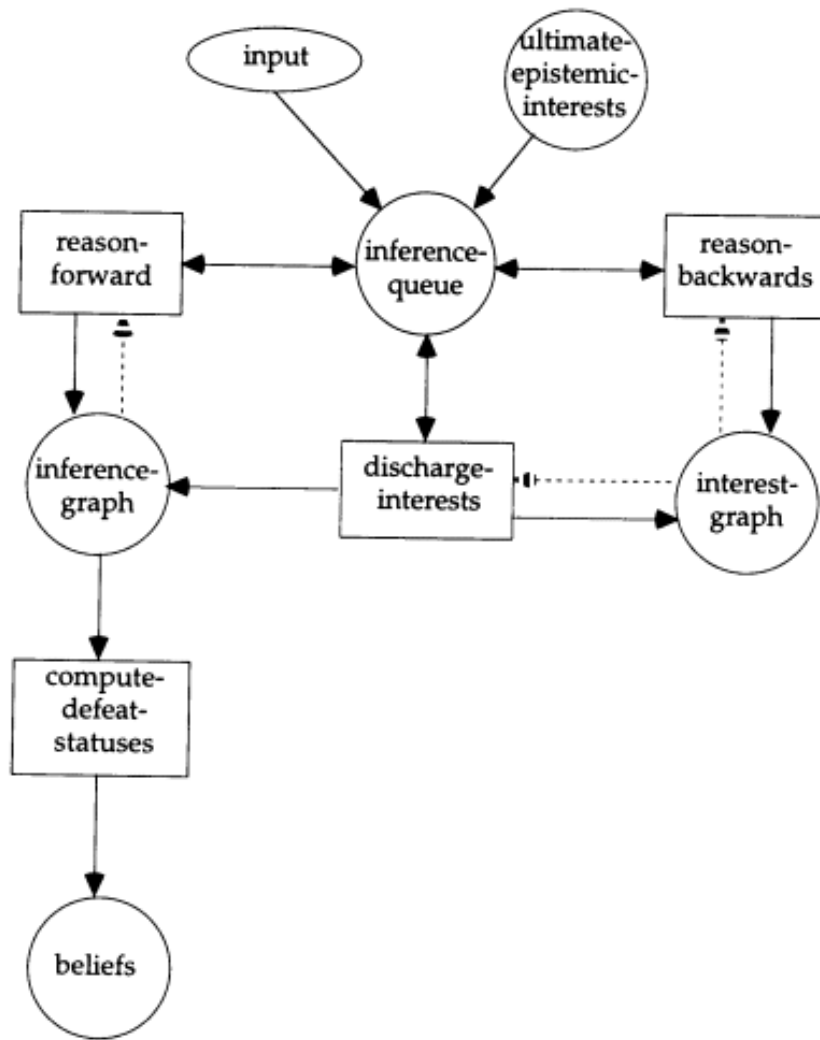 input
ultimate-
epistemic-
interests
reason-
forward
inference-
queue
reason-
backwards
inference-
graph
discharge-
interests
interest-
graph
compute-
defeat-
statuses
beliefs